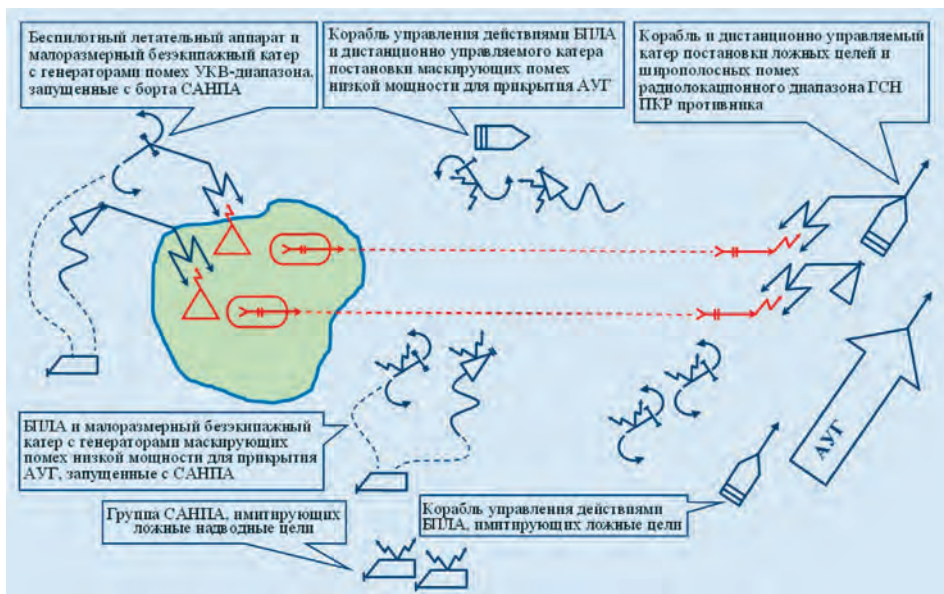 Беспилотный летательный аппарат и
малоразмерный безэкипажный катер
с генераторами помех УКВ-диапазона,
запущенные с борта САНПА
Корабль управления действиями БПЛА
и дистанционно управляемого катера
постановки маскирующих помех
низкой мощности для прикрытия АУГ
Корабль и дистанционно управляемый
катер постановки ложных целей и
широполосных помех
радиолокационного диапазона ГСН
ПКР противника
БПЛА и малоразмерный безэкипажный
катер с генераторами маскирующих
помех низкой мощности для прикрытия
АУГ, запущенные с САНПА
Группа САНПА, имитирующих
ложные надводные цели
Корабль управления действиями
БПЛА, имитирующих ложные цели
АУГ